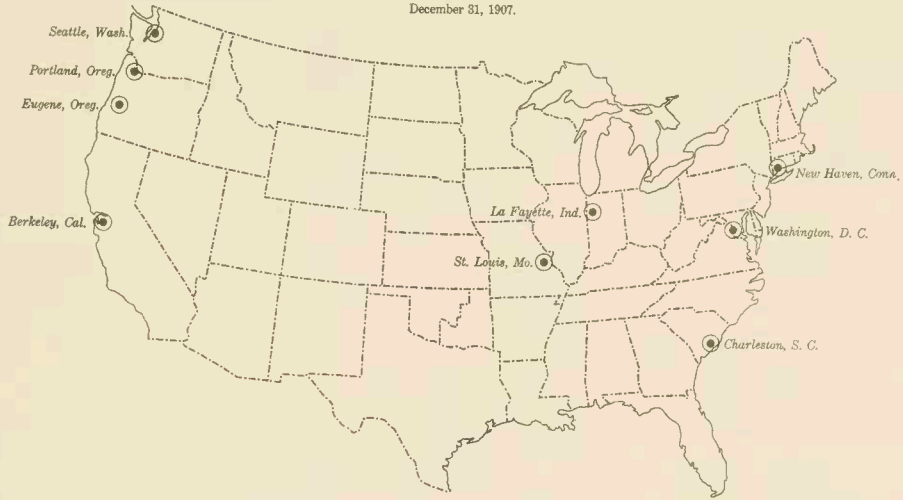 December 31, 1907.
Seattle, Wash.
Portland, Oreg.
Eugene, Oreg.
New Haven, Conn.
La Fayette, Ind.
Berkeley, Cal.
Washington, D. C.
St. Louis, Mo.
Charleston, S. C.